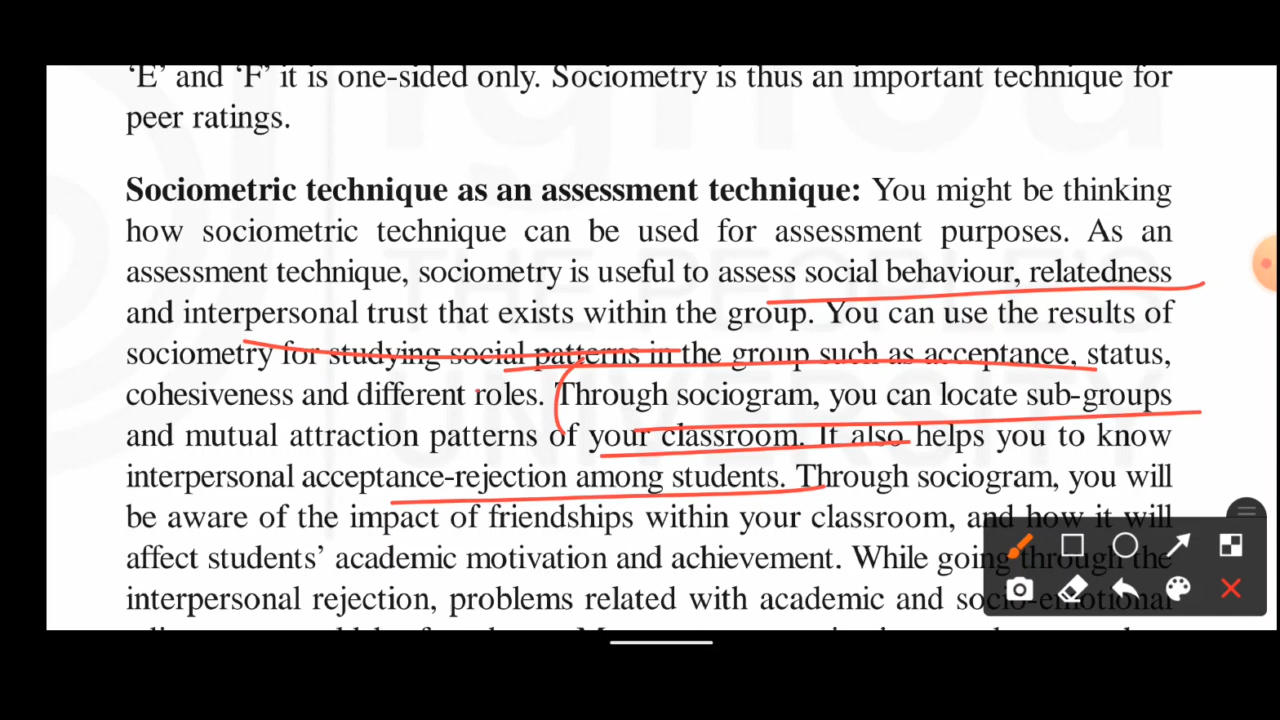 ‘E’ and ‘F’ it is one-sided only. Sociometry is thus an important technique for
peer ratings.
Sociometric technique as an assessment technique: You might be thinking
how sociometric technique can be used for assessment purposes. As an
assessment technique, sociometry is useful to assess social behaviour, relatedness
and interpersonal trust that exists within the group. You can use the results of
sociometry for studying social patterns in the group such as acceptance, status,
cohesiveness and different roles. Through sociogram, you can locate sub-groups
and mutual attraction patterns of your classroom. It also helps you to know
interpersonal acceptance-rejection among students. Through sociogram, you will
be aware of the impact of friendships within your classroom, and how it will
affect students’ academic motivation and achievement. While going through the
interpersonal rejection, problems related with academic and socio-emotional